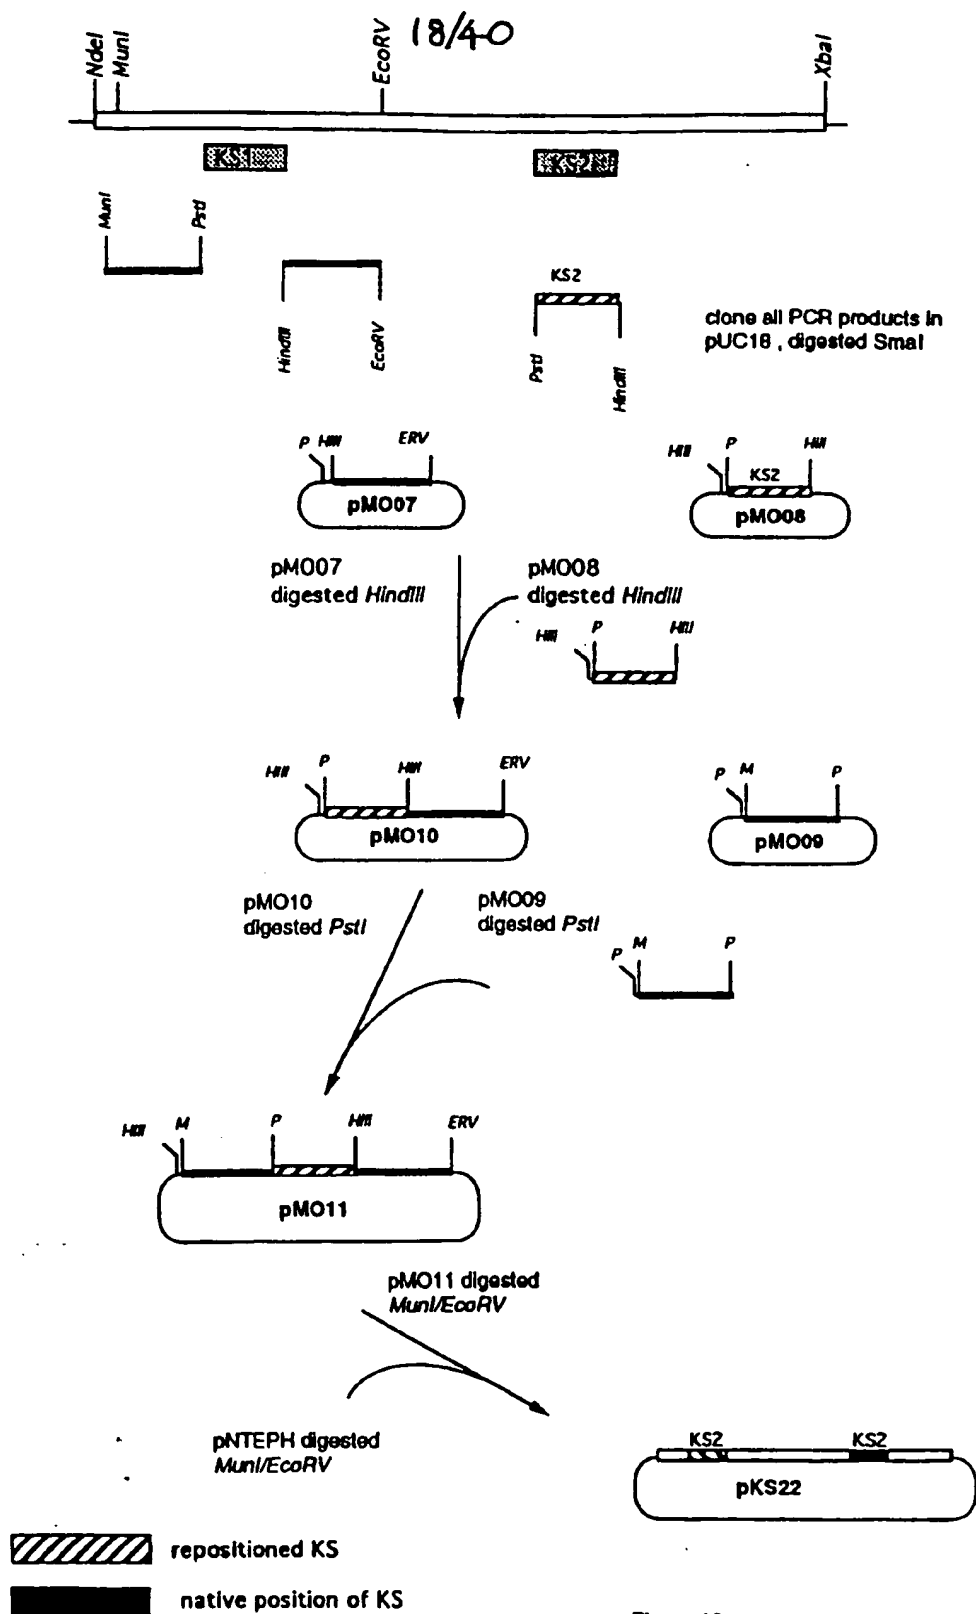 18/40
NdeI
MunI
EcoRV
XbaI
KS1
KS2
MunI
PstI
HindIII
EcoRV
KS2
PstI
HindIII
clone all PCR products in
pUC18 , digested SmaI
P HIII ERV
pMO07
HIII P HIII
KS2
pMO08
pMO07
digested HindIII
pMO08
digested HindIII
HIII P HIII
HIII P HIII ERV
pMO10
P M P
pMO09
pMO10
digested PstI
pMO09
digested PstI
P M P
HIII M P HIII ERV
pMO11
pMO11 digested
MunI/EcoRV
pNTEPH digested
MunI/EcoRV
KS2 KS2
pKS22
repositioned KS
native position of KS